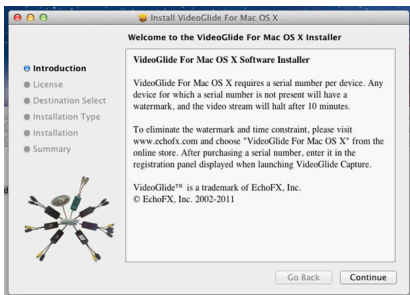 Install VideoGlide For Mac OS X
Welcome to the VideoGlide For Mac OS X Installer
Introduction
License
Destination Select
Installation Type
Installation
Summary
VideoGlide For Mac OS X Software Installer
VideoGlide For Mac OS X requires a serial number per device. Any
device for which a serial number is not present will have a
watermark, and the video stream will halt after 10 minutes.
To eliminate the watermark and time constraint, please visit
www.echofx.com and choose "VideoGlide For Mac OS X" from the
online store. After purchasing a serial number, enter it in the
registration panel displayed when launching VideoGlide Capture.
VideoGlide™ is a trademark of EchoFX, Inc.
© EchoFX, Inc. 2002-2011
Go Back
Continue